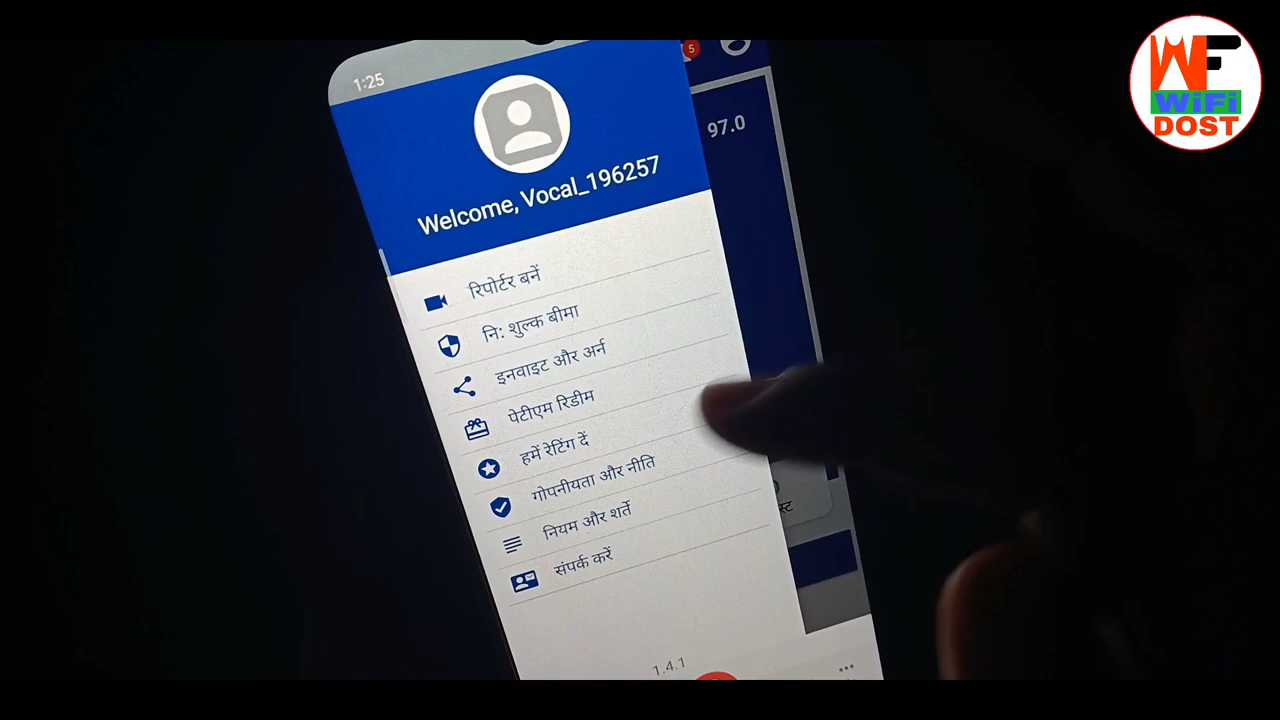 1:25
5
97.0
Welcome, Vocal_196257
रिपोर्टर बनें
नि: शुल्क बीमा
इनवाइट और अर्न
पेटीएम रिडीम
हमें रेटिंग दें
गोपनीयता और नीति
नियम और शर्ते
संपर्क करें
1.4.1
WF
WiFi
DOST